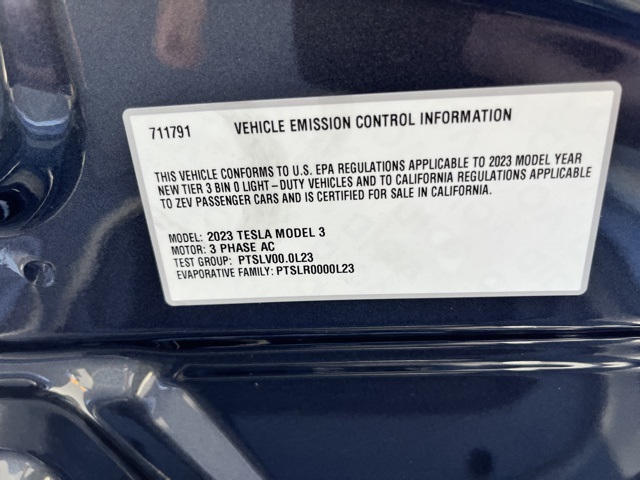 711791 VEHICLE EMISSION CONTROL INFORMATION
THIS VEHICLE CONFORMS TO U.S. EPA REGULATIONS APPLICABLE TO 2023 MODEL YEAR
NEW TIER 3 BIN 0 LIGHT-DUTY VEHICLES AND TO CALIFORNIA REGULATIONS APPLICABLE
TO ZEV PASSENGER CARS AND IS CERTIFIED FOR SALE IN CALIFORNIA.
MODEL: 2023 TESLA MODEL 3
MOTOR: 3 PHASE AC
TEST GROUP: PTSLV00.0L23
EVAPORATIVE FAMILY: PTSLR0000L23